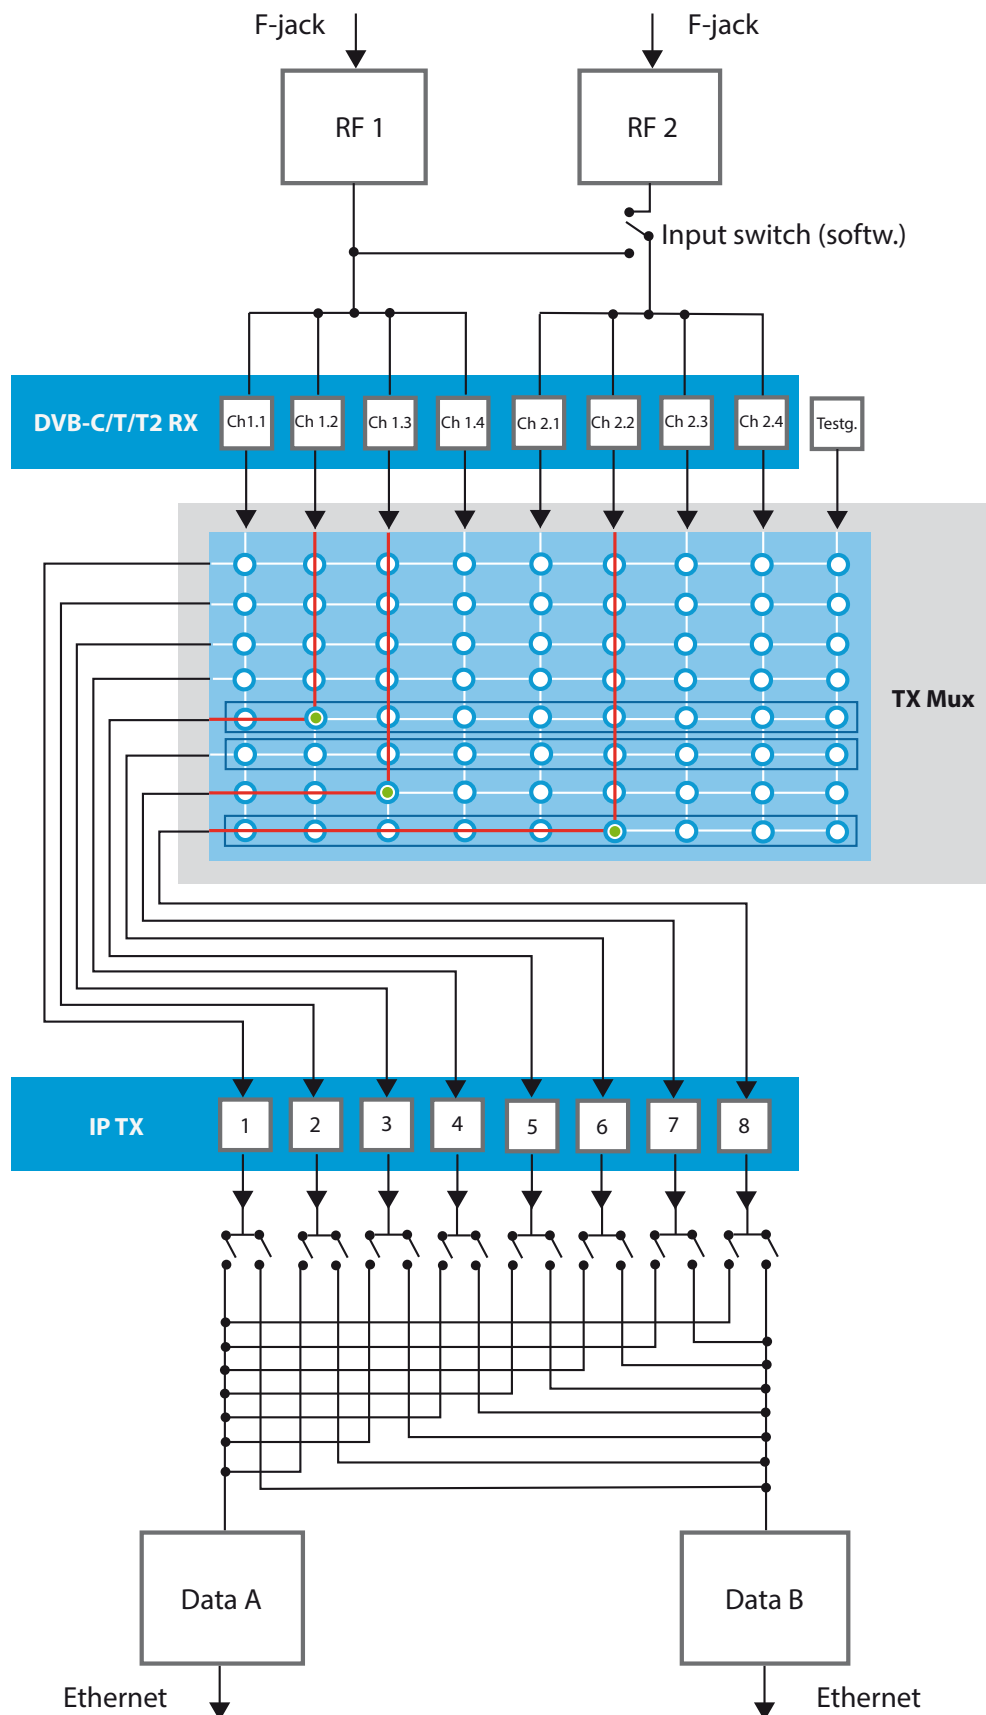 F-jack
F-jack
RF 1
RF 2
Input switch (softw.)
DVB-C/T/T2 RX
Ch1.1
Ch 1.2
Ch 1.3
Ch 1.4
Ch 2.1
Ch 2.2
Ch 2.3
Ch 2.4
Testg.
TX Mux
IP TX
1
2
3
4
5
6
7
8
Data A
Data B
Ethernet
Ethernet